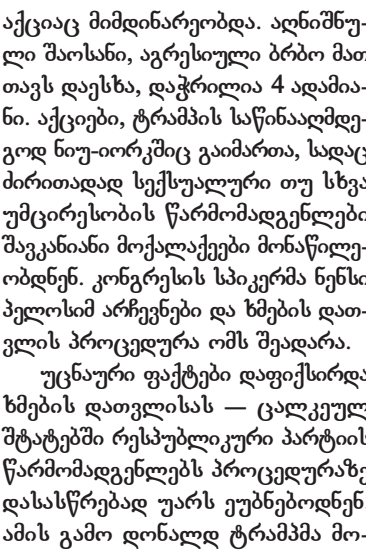 აქციაც მიმდინარეობდა. აღნიშნუ-
ლი შაოსანი, აგრესიული ბრბო მათ
თავს დაესხა, დაჭრილია 4 ადამია-
ნი. აქციები, ტრამპის საწინააღმდე-
გოდ ნიუ-იორკშიც გაიმართა, სადაც
ძირითადად სექსუალური თუ სხვა
უმცირესობის წარმომადგენლები
შავკანიანი მოქალაქეები მონაწილე-
ობდნენ. კონგრესის სპიკერმა ნენსი
პელოსიმ არჩევნები და ხმების დათ-
ვლის პროცედურა ომს შეადარა.
უცნაური ფაქტები დაფიქსირდა
ხმების დათვლისას — ცალკეულ
შტატებში რესპუბლიკური პარტიის
წარმომადგენლებს პროცედურაზე
დასასწრებად უარს ეუბნებოდნენ.
ამის გამო დონალდ ტრამპმა მო-